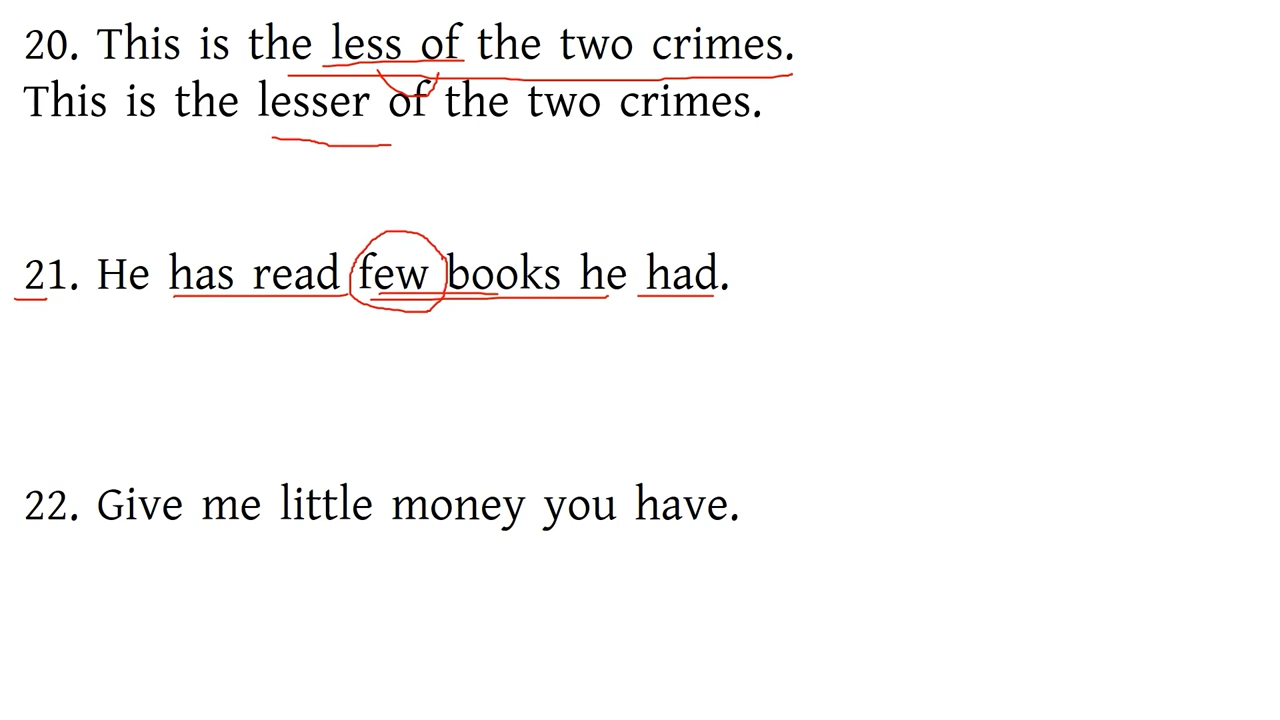 20. This is the less of the two crimes.
This is the lesser of the two crimes.
21. He has read few books he had.
22. Give me little money you have.